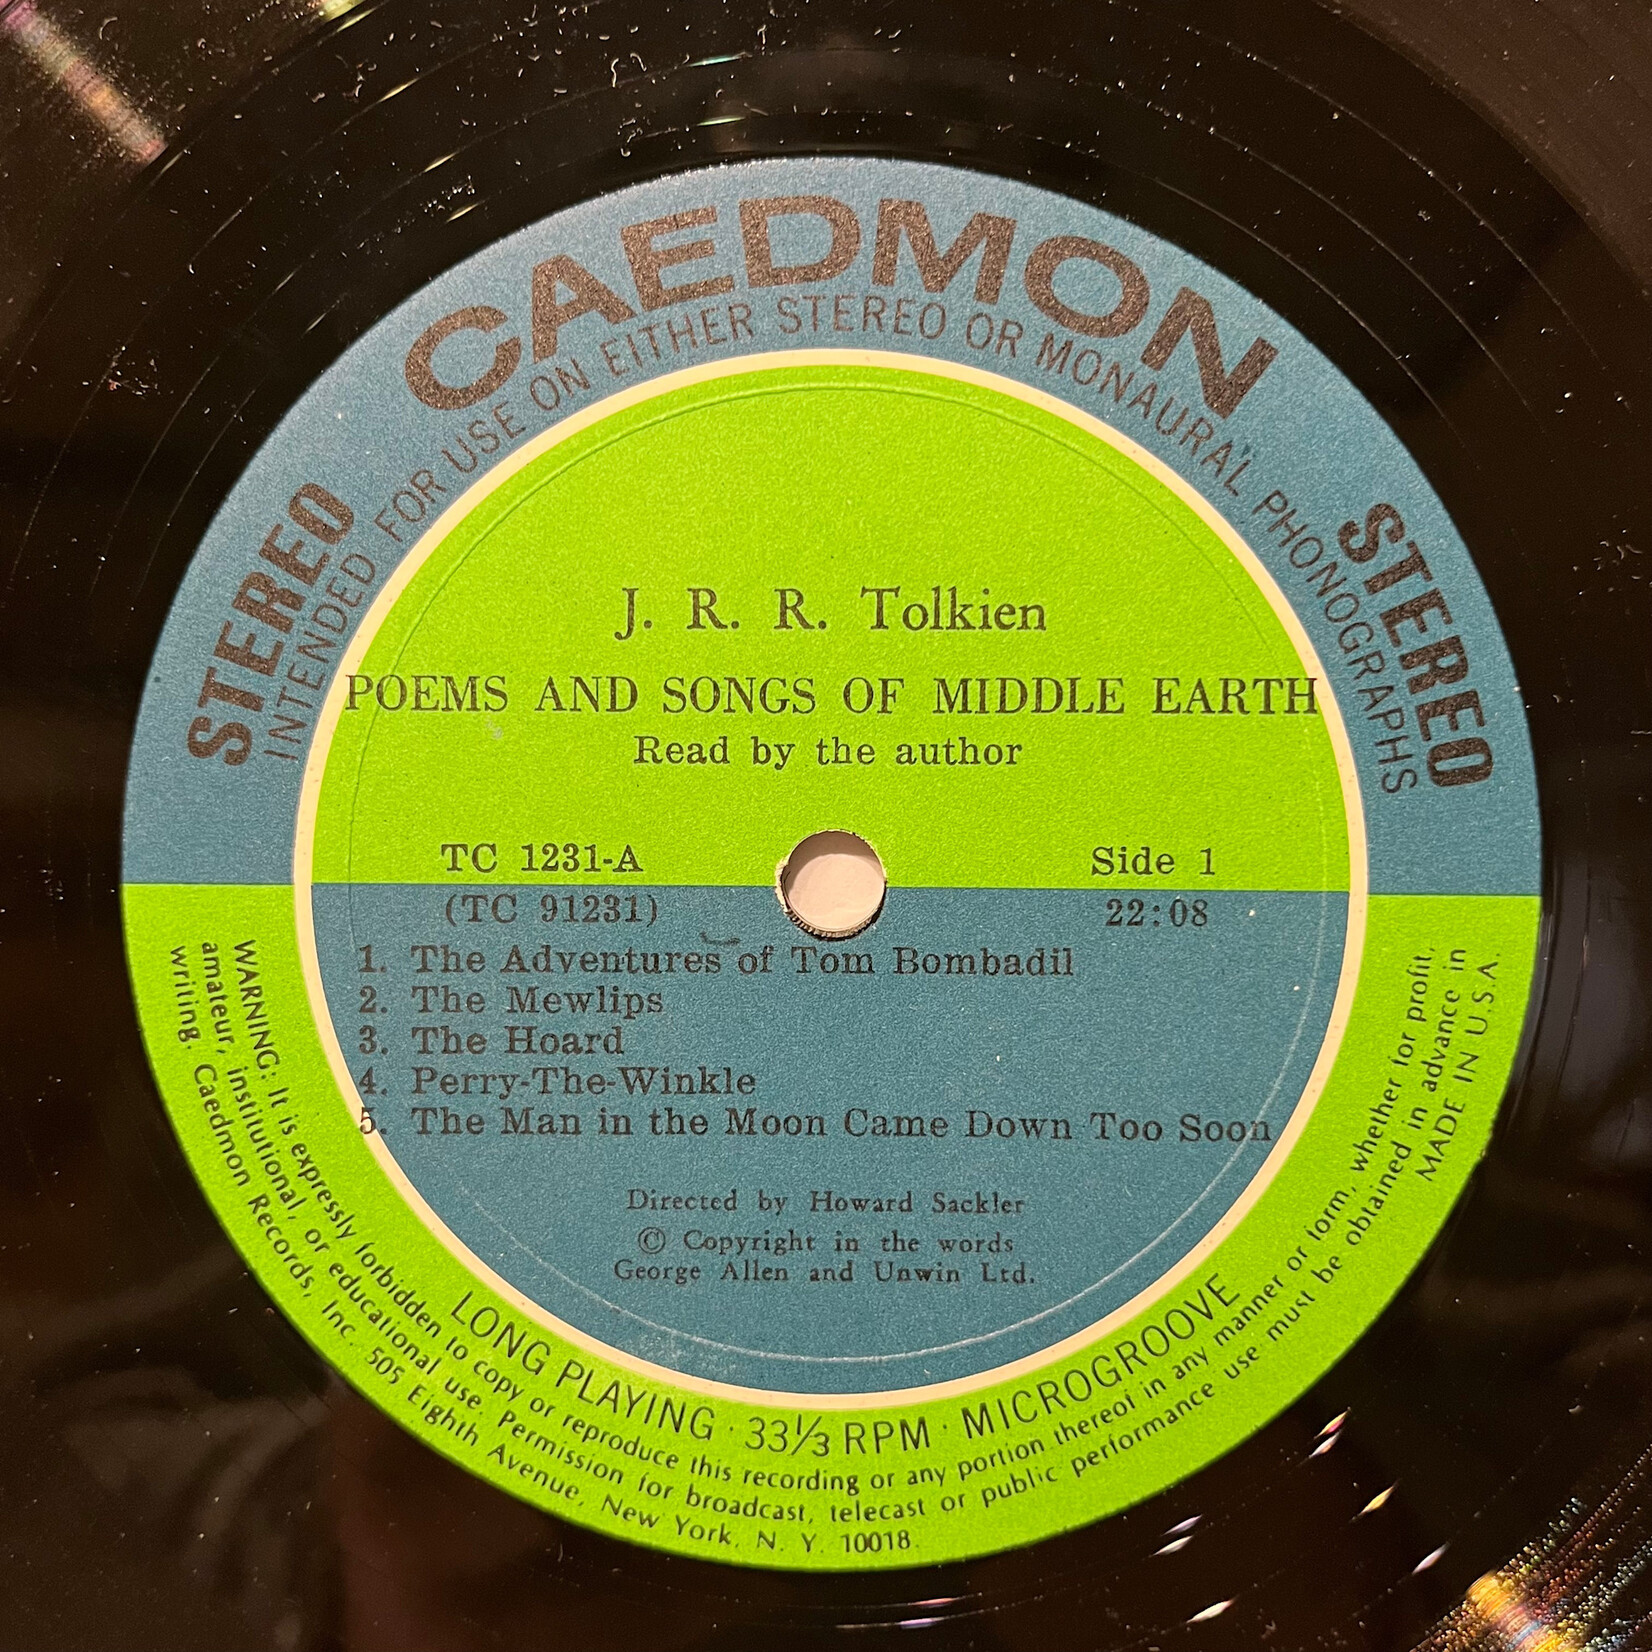 CAEDMON
STEREO
STEREO
INTENDED FOR USE ON EITHER STEREO OR MONAURAL PHONOGRAPHS
J. R. R. Tolkien
POEMS AND SONGS OF MIDDLE EARTH
Read by the author
TC 1231-A
Side 1
(TC 91231)
22:08
1. The Adventures of Tom Bombadil
2. The Mewlips
3. The Hoard
4. Perry-The-Winkle
5. The Man in the Moon Came Down Too Soon
Directed by Howard Sackler
© Copyright in the words
George Allen and Unwin Ltd.
LONG PLAYING · 33⅓ RPM · MICROGROOVE
WARNING: It is expressly forbidden to copy or reproduce this recording or any portion thereof in any manner or form, whether for profit,
amateur, institutional, or educational use. Permission for broadcast, telecast or public performance use must be obtained in advance in
writing. Caedmon Records, Inc. 505 Eighth Avenue, New York, N. Y. 10018.
MADE IN U.S.A.